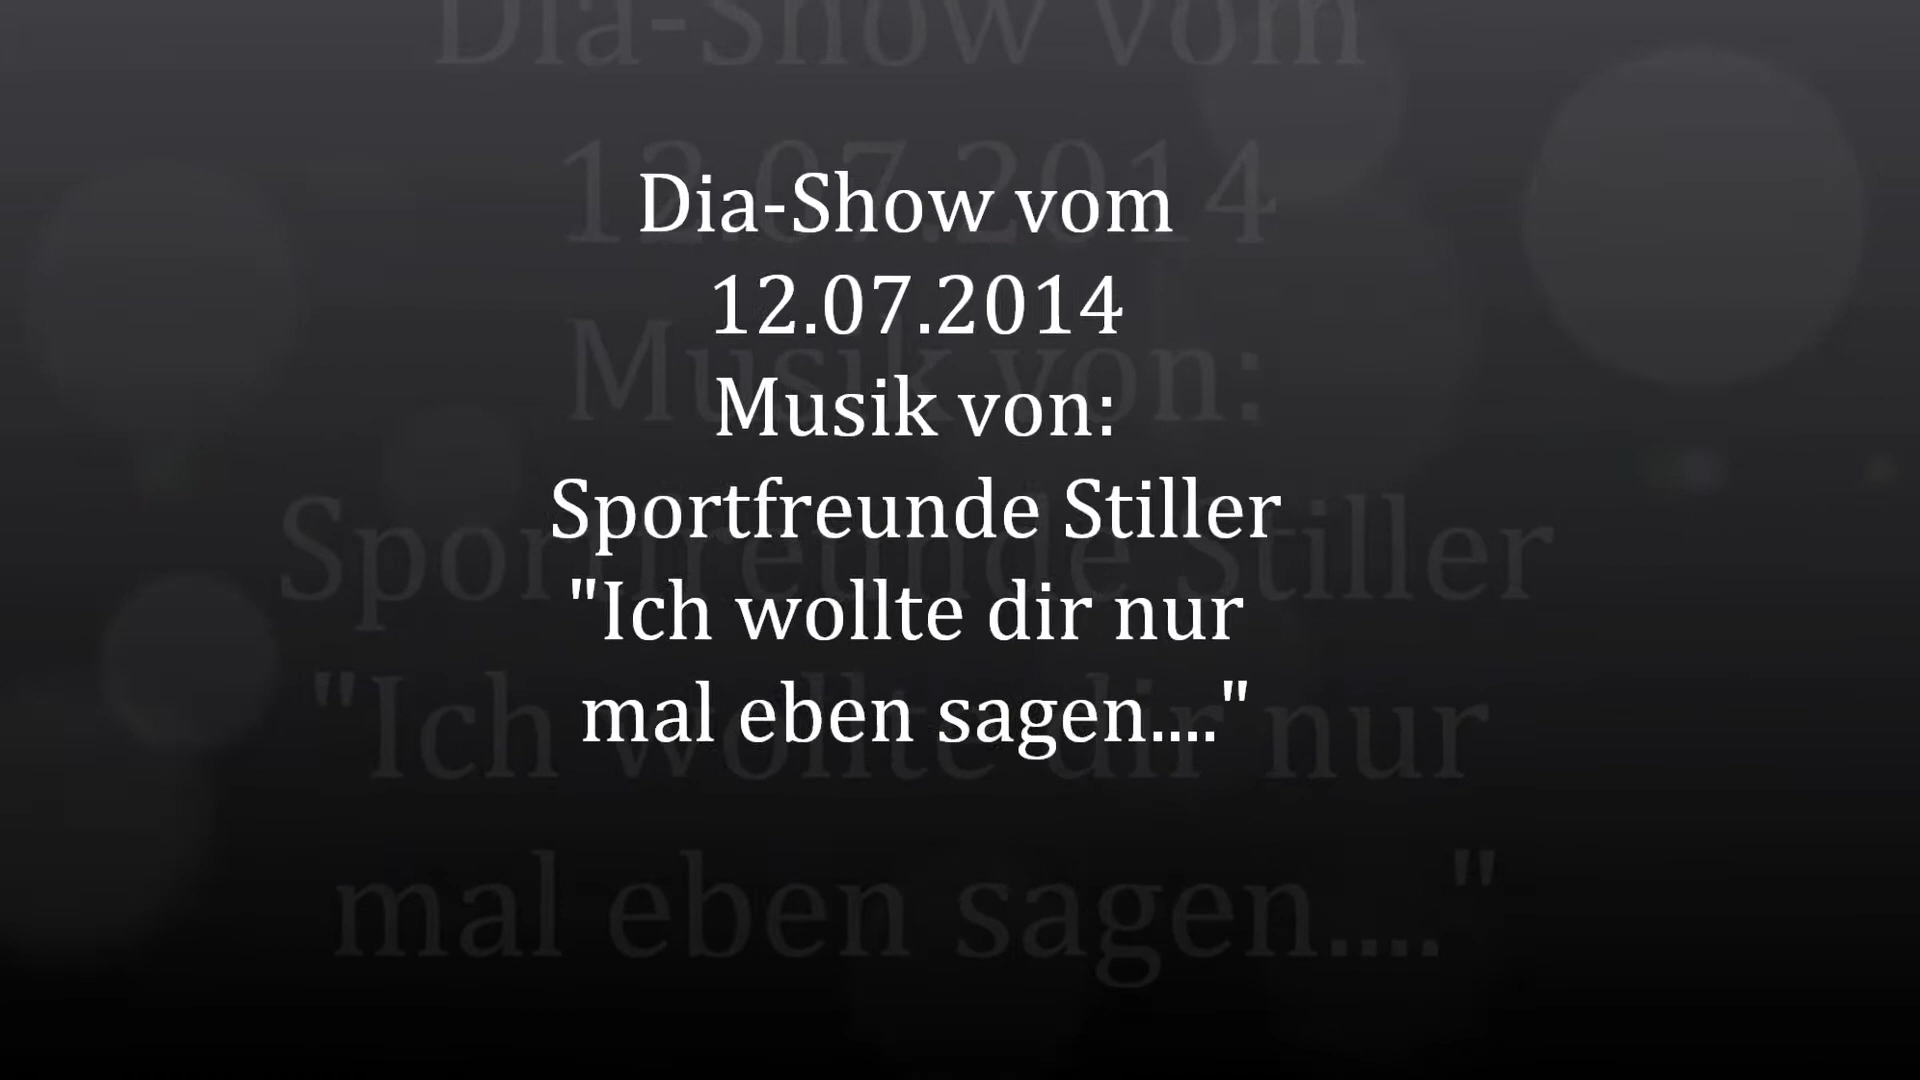 Dia-Show vom
12.07.2014
Musik von:
Sportfreunde Stiller
"Ich wollte dir nur
mal eben sagen...."